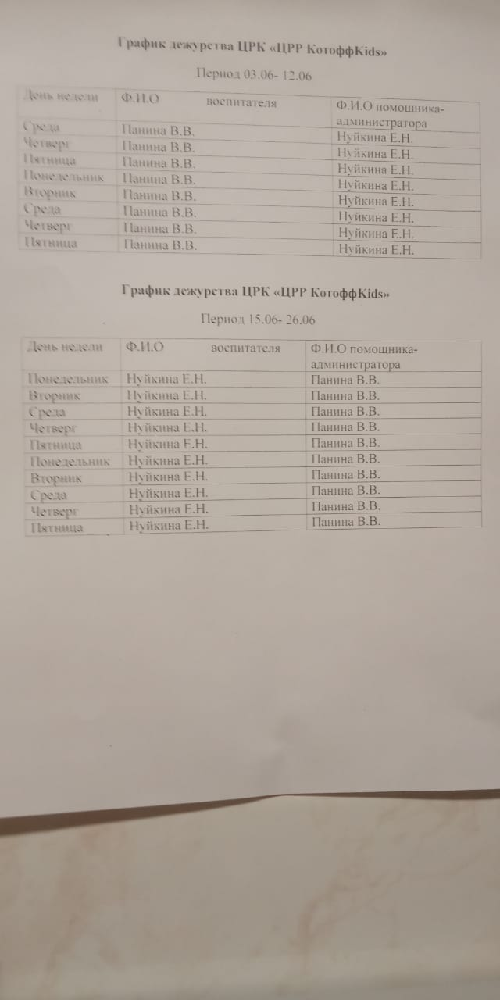 График дежурства ЦРК «ЦРР КотоффKids»
Период 03.06- 12.06
День недели Ф.И.О воспитателя Ф.И.О помощника-
администратора
Среда Панина В.В. Нуйкина Е.Н.
Четверг Панина В.В. Нуйкина Е.Н.
Пятница Панина В.В. Нуйкина Е.Н.
Понедельник Панина В.В. Нуйкина Е.Н.
Вторник Панина В.В. Нуйкина Е.Н.
Среда Панина В.В. Нуйкина Е.Н.
Четверг Панина В.В. Нуйкина Е.Н.
Пятница Панина В.В. Нуйкина Е.Н.
График дежурства ЦРК «ЦРР КотоффKids»
Период 15.06- 26.06
День недели Ф.И.О воспитателя Ф.И.О помощника-
администратора
Понедельник Нуйкина Е.Н. Панина В.В.
Вторник Нуйкина Е.Н. Панина В.В.
Среда Нуйкина Е.Н. Панина В.В.
Четверг Нуйкина Е.Н. Панина В.В.
Пятница Нуйкина Е.Н. Панина В.В.
Понедельник Нуйкина Е.Н. Панина В.В.
Вторник Нуйкина Е.Н. Панина В.В.
Среда Нуйкина Е.Н. Панина В.В.
Четверг Нуйкина Е.Н. Панина В.В.
Пятница Нуйкина Е.Н. Панина В.В.